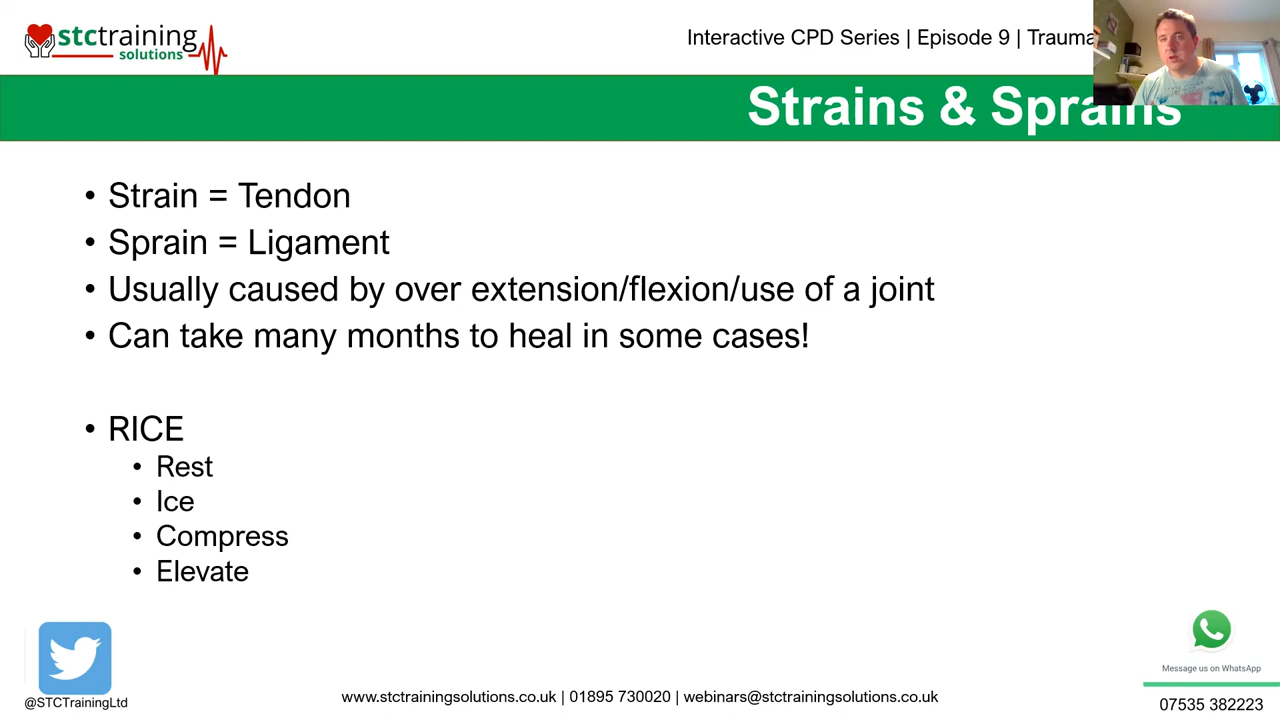 stctraining
solutions
Interactive CPD Series | Episode 9 | Trauma
Strains & Sprains
• Strain = Tendon
• Sprain = Ligament
• Usually caused by over extension/flexion/use of a joint
• Can take many months to heal in some cases!
• RICE
• Rest
• Ice
• Compress
• Elevate
@STCTrainingLtd
www.stctrainingsolutions.co.uk | 01895 730020 | webinars@stctrainingsolutions.co.uk
Message us on WhatsApp
07535 382223